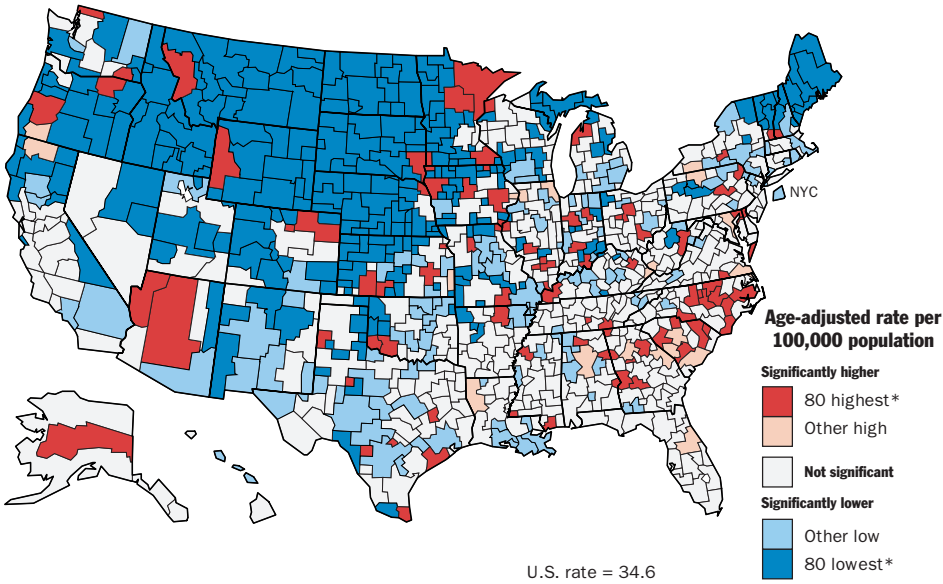 NYC
Age-adjusted rate per
100,000 population
Significantly higher
80 highest*
Other high
Not significant
Significantly lower
Other low
80 lowest*
U.S. rate = 34.6